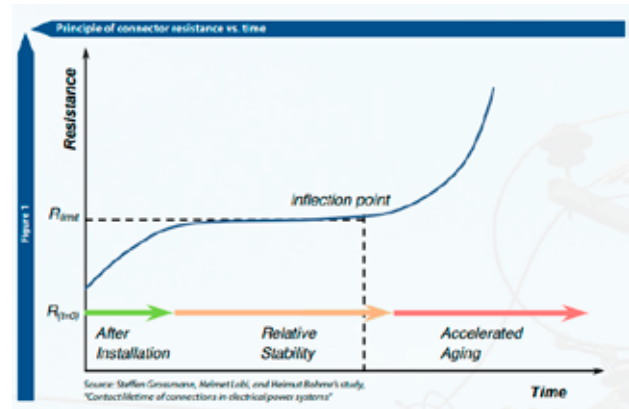 Principle of connector resistance vs. time
Figure 1
Resistance
inflection point
Rlimit
R(t=0)
After
Installation
Relative
Stability
Accelerated
Aging
Source: Steffen Grossmann, Helmet Lobl, and Helmut Bohme's study,
"Contact lifetime of connections in electrical power systems"
Time